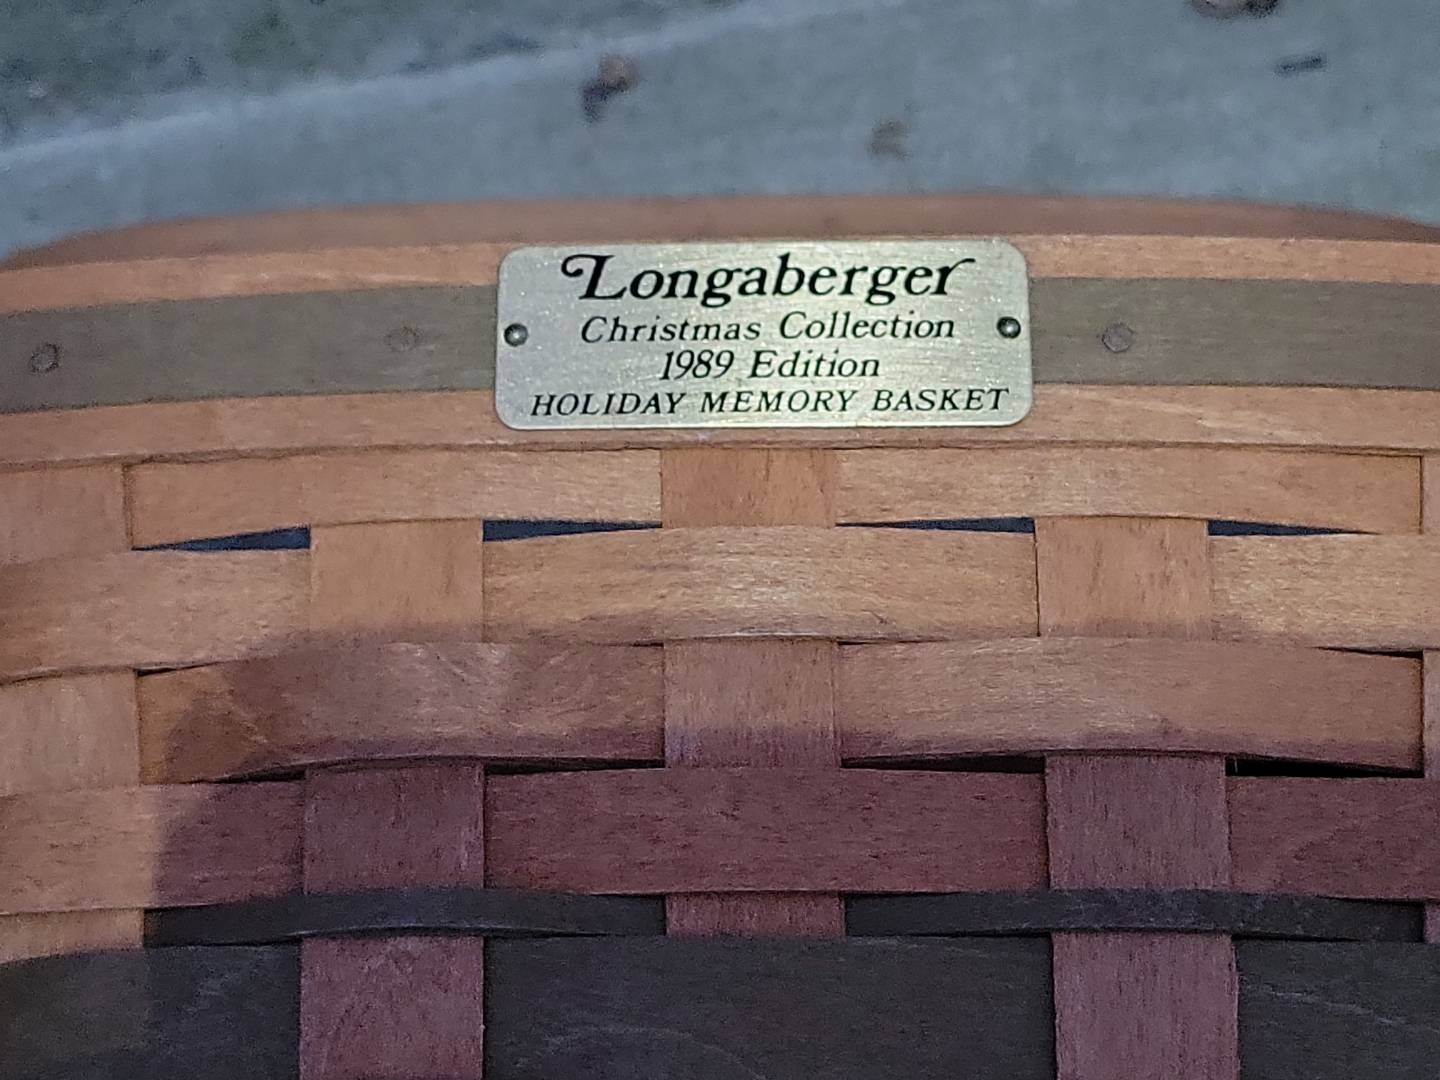 Longaberger
Christmas Collection
1989 Edition
HOLIDAY MEMORY BASKET